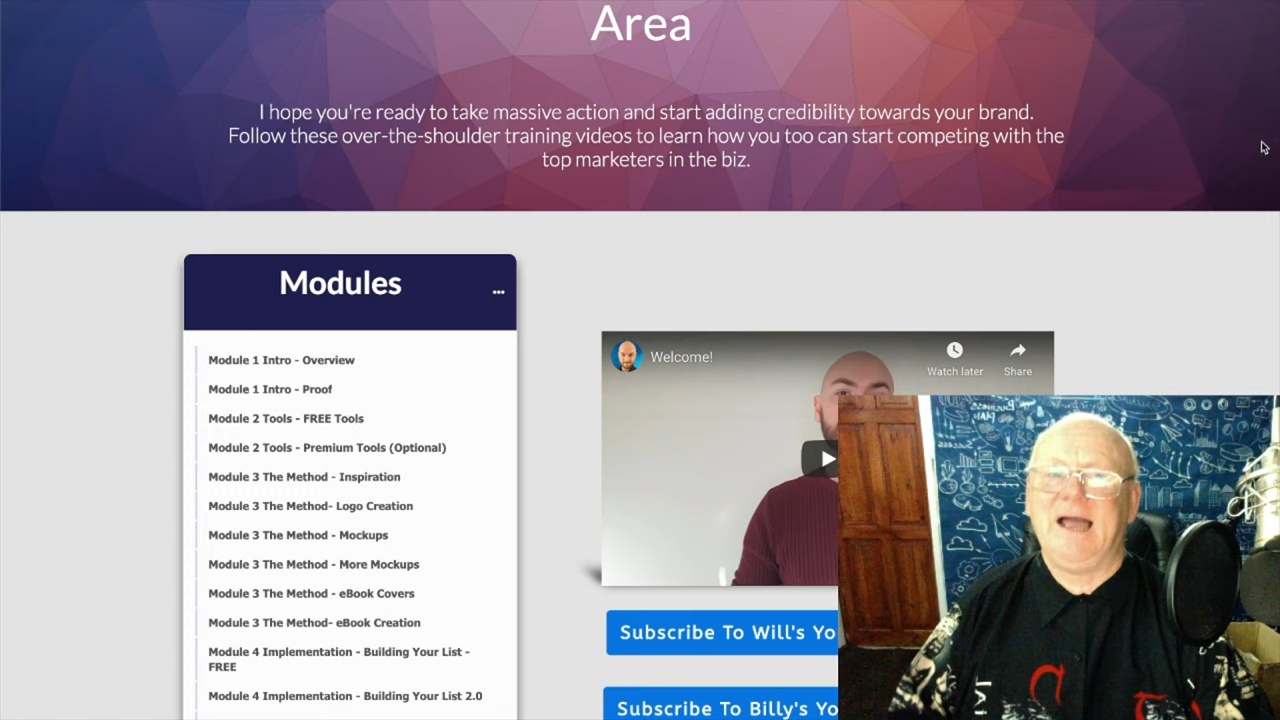 Area
I hope you're ready to take massive action and start adding credibility towards your brand.
Follow these over-the-shoulder training videos to learn how you too can start competing with the
top marketers in the biz.
Modules
...
Module 1 Intro - Overview
Module 1 Intro - Proof
Module 2 Tools - FREE Tools
Module 2 Tools - Premium Tools (Optional)
Module 3 The Method - Inspiration
Module 3 The Method- Logo Creation
Module 3 The Method - Mockups
Module 3 The Method - More Mockups
Module 3 The Method - eBook Covers
Module 3 The Method- eBook Creation
Module 4 Implementation - Building Your List -
FREE
Module 4 Implementation - Building Your List 2.0
Welcome!
Watch later
Share
Subscribe To Will's Yo
Subscribe To Billy's Yo